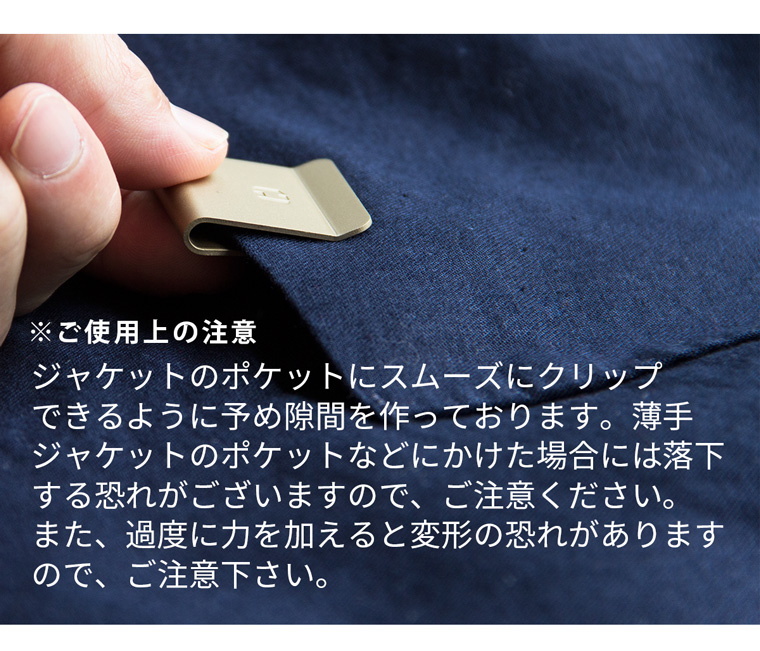 ※ご使用上の注意
ジャケットのポケットにスムーズにクリップ
できるように予め隙間を作っております。薄手
ジャケットのポケットなどにかけた場合には落下
する恐れがございますので、ご注意ください。
また、過度に力を加えると変形の恐れがあります
ので、ご注意下さい。